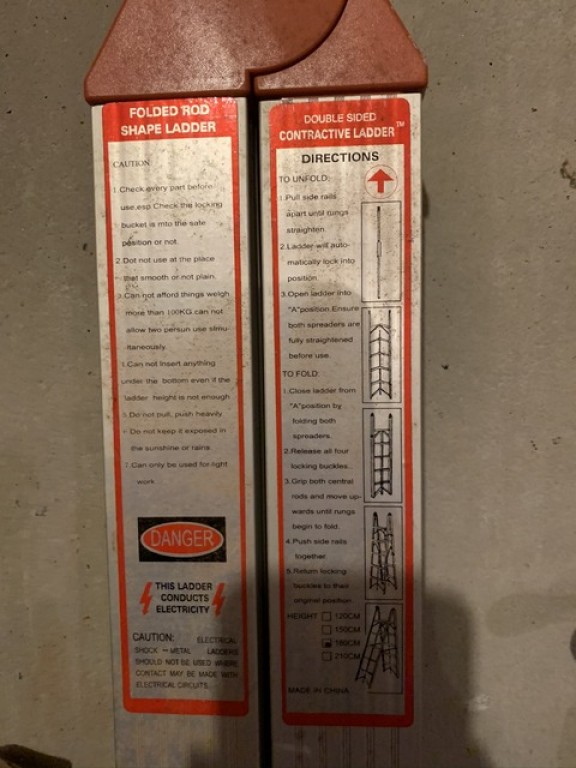 FOLDED ROD
SHAPE LADDER
CAUTION:
1.Check every part before
use.esp Check the locking
bucket is into the safe
position or not.
2.Dot not use at the place
that smooth or not plain.
3.Can not afford things weigh
more than 100KG.can not
allow two persun use simu-
ltaneously.
4.Can not insert anything
under the bottom even if the
ladder height is not enough
5.Do not pull, push heavily
6.Do not keep it exposed in
the sunshine or rains.
7.Can only be used for light
work
DANGER
THIS LADDER
CONDUCTS
ELECTRICITY
CAUTION: ELECTRICAL
SHOCK - METAL LADDERS
SHOULD NOT BE USED WHERE
CONTACT MAY BE MADE WITH
ELECTRICAL CIRCUITS.
DOUBLE SIDED
CONTRACTIVE LADDER™
DIRECTIONS
TO UNFOLD:
1.Pull side rails
apart until rungs
straighten.
2.Ladder will auto-
matically lock into
position.
3.Open ladder into
"A"position.Ensure
both spreaders are
fully straightened
before use.
TO FOLD:
1.Close ladder from
"A"position by
folding both
spreaders.
2.Release all four
locking buckles..
3.Grip both central
rods and move up-
wards until rungs
begin to fold.
4.Push side rails
together.
5.Return locking
buckles to their
original position.
HEIGHT 120CM
150CM
180CM
210CM
MADE IN CHINA